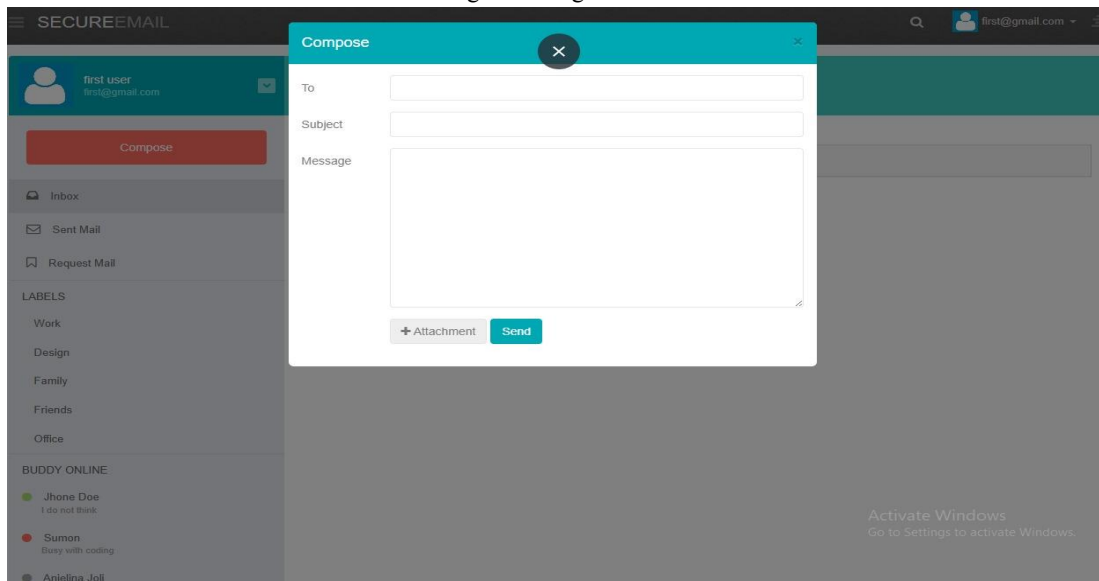 SECUREEMAIL
first@gmail.com
first user
first@gmail.com
Compose
Inbox
Sent Mail
Request Mail
LABELS
Work
Design
Family
Friends
Office
BUDDY ONLINE
Jhone Doe
I do not think
Sumon
Busy with coding
Anjelina Joli
Compose
×
To
Subject
Message
+ Attachment
Send
Activate Windows
Go to Settings to activate Windows.